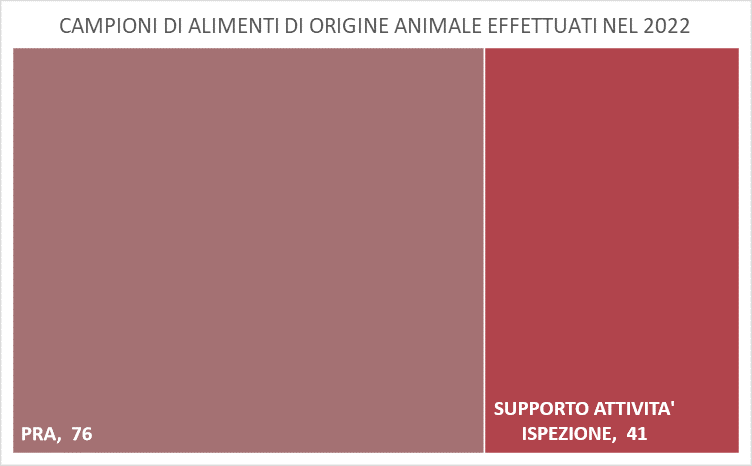 CAMPIONI DI ALIMENTI DI ORIGINE ANIMALE EFFETTUATI NEL 2022
PRA, 76
SUPPORTO ATTIVITA'
ISPEZIONE, 41